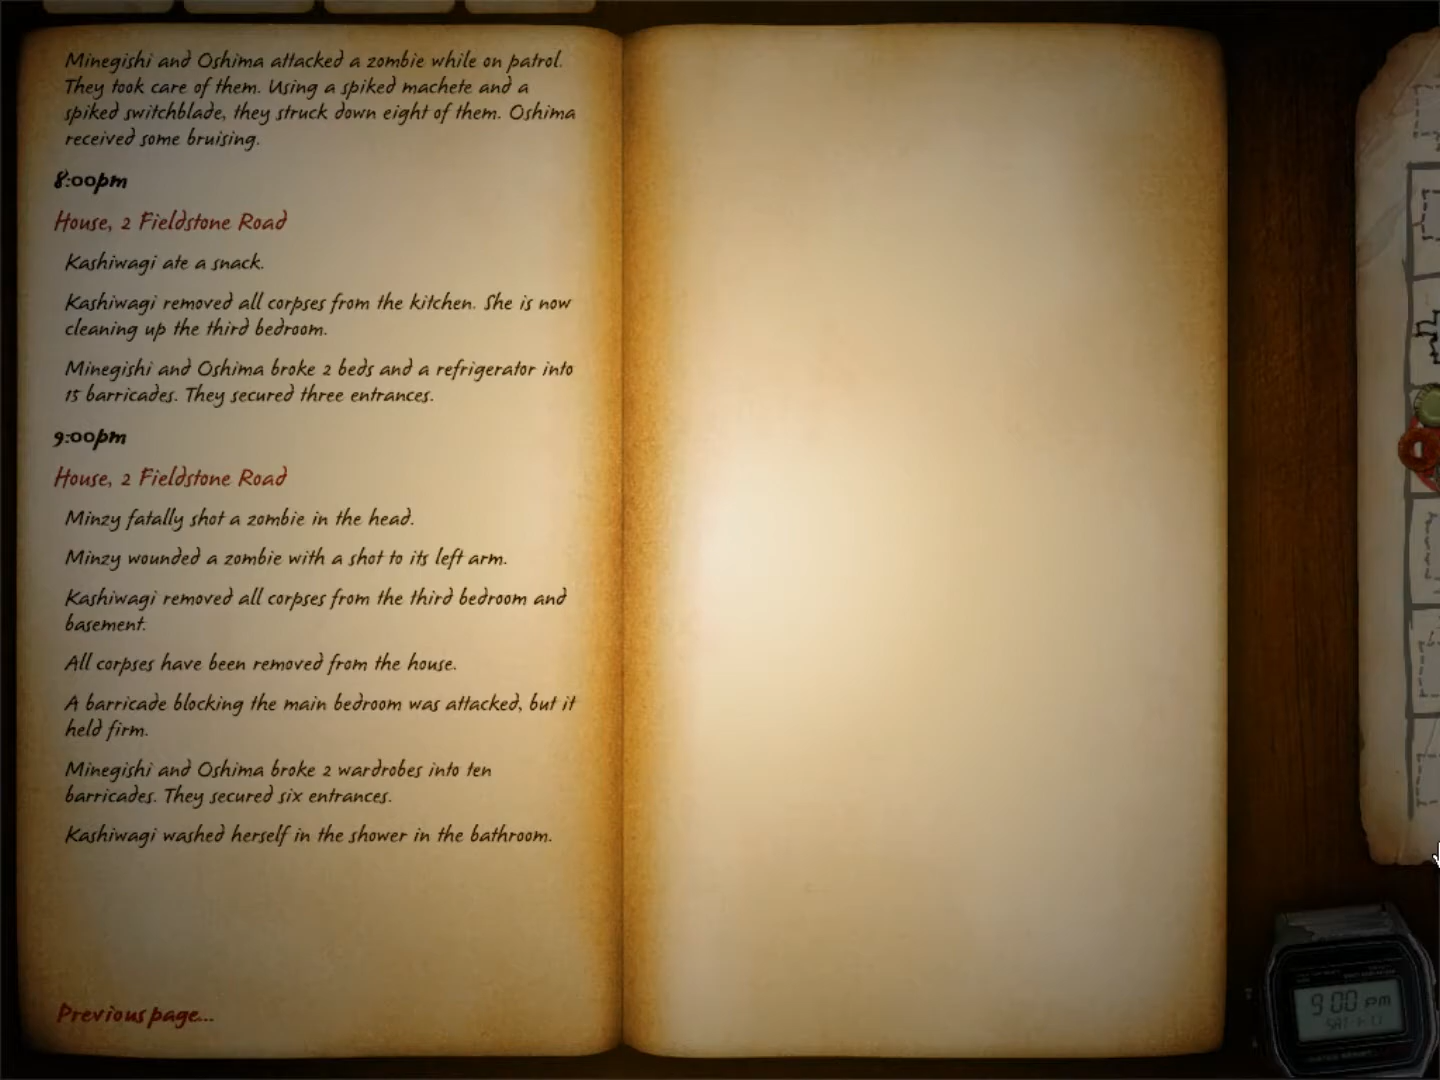 Minegishi and Oshima attacked a zombie while on patrol.
They took care of them. Using a spiked machete and a
spiked switchblade, they struck down eight of them. Oshima
received some bruising.
8:00pm
House, 2 Fieldstone Road
Kashiwagi ate a snack.
Kashiwagi removed all corpses from the kitchen. She is now
cleaning up the third bedroom.
Minegishi and Oshima broke 2 beds and a refrigerator into
15 barricades. They secured three entrances.
9:00pm
House, 2 Fieldstone Road
Minzy fatally shot a zombie in the head.
Minzy wounded a zombie with a shot to its left arm.
Kashiwagi removed all corpses from the third bedroom and
basement.
All corpses have been removed from the house.
A barricade blocking the main bedroom was attacked, but it
held firm.
Minegishi and Oshima broke 2 wardrobes into ten
barricades. They secured six entrances.
Kashiwagi washed herself in the shower in the bathroom.
Previous page...
9:00 pm